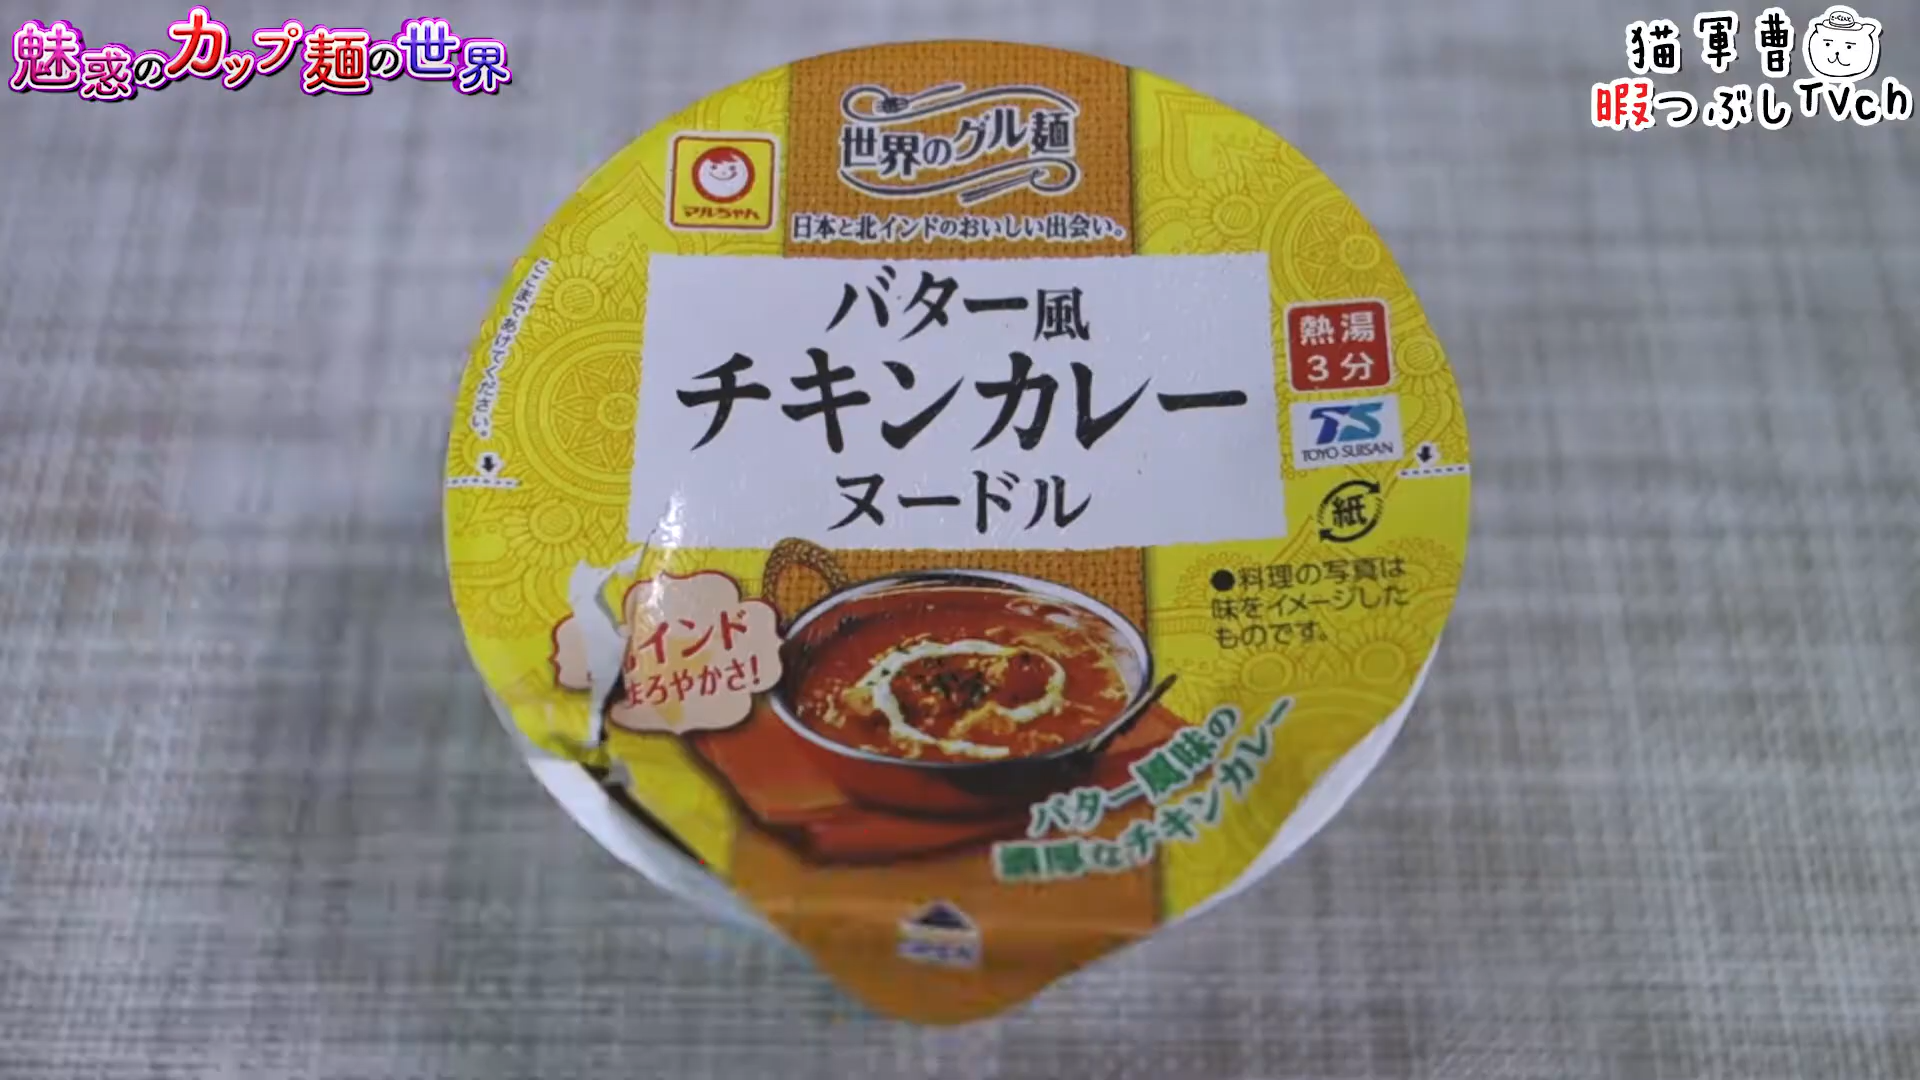 魅惑のカップ麺の世界
猫軍曹
暇つぶしTVch
世界のグル麺
マルちゃん
日本と北インドのおいしい出会い。
ここまであけてください。
バター風
チキンカレー
ヌードル
熱湯
3分
TS
TOYO SUISAN
紙
●料理の写真は
味をイメージした
ものです。
インド
まろやかさ!
バター風味の
濃厚なチキンカレー
OPEN